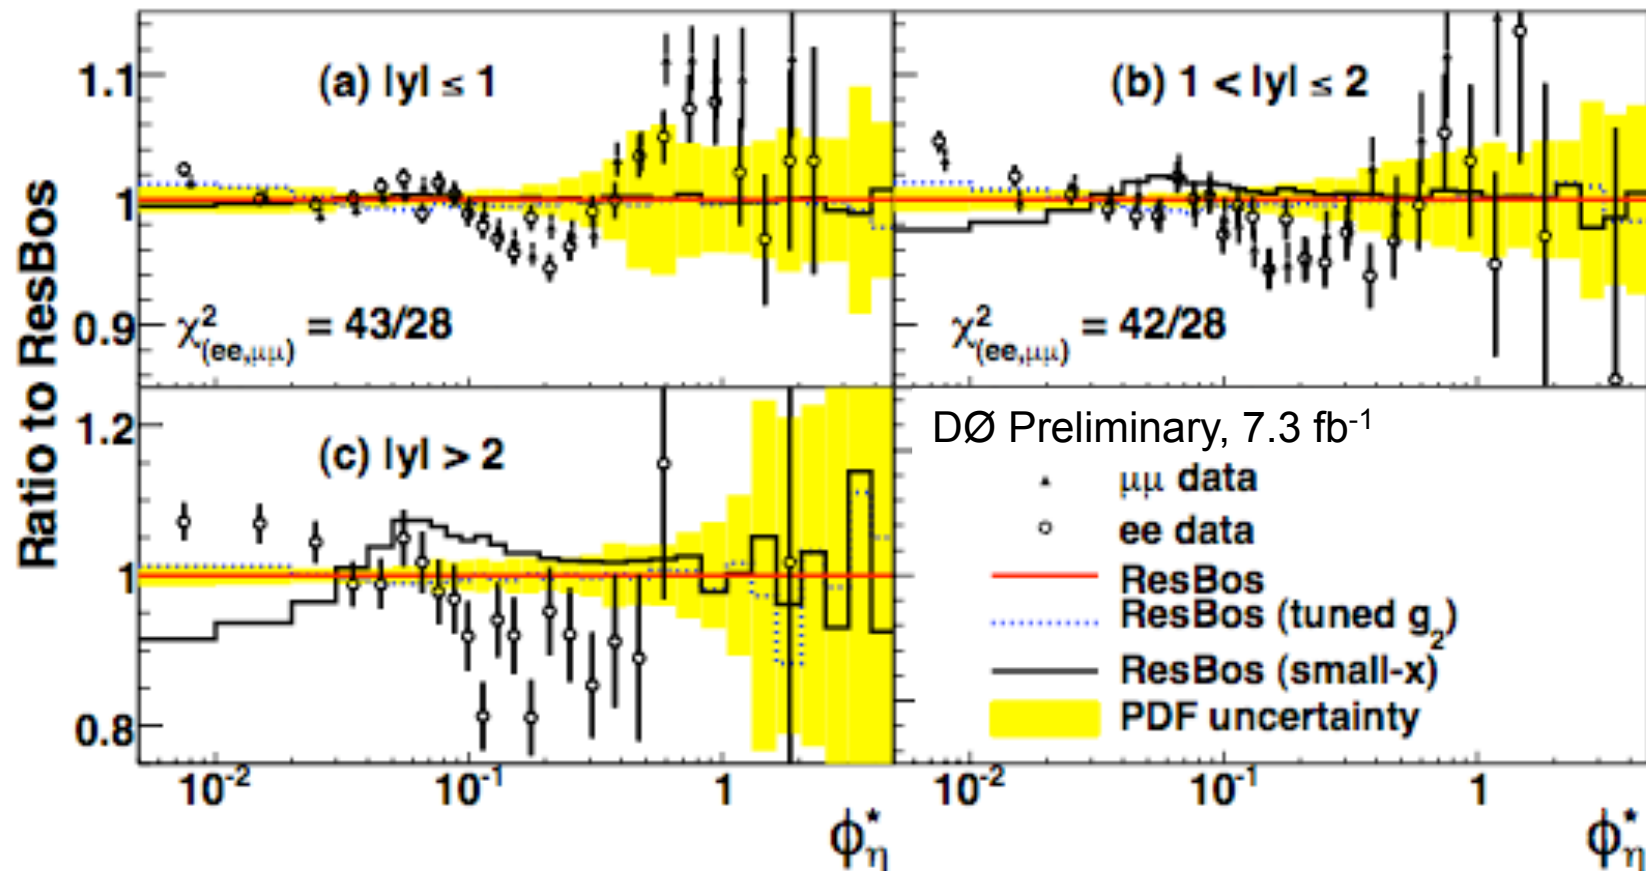 Ratio to ResBos
1.1
1
0.9
(a) |y| ≤ 1
χ²(ee,μμ) = 43/28
(b) 1 < |y| ≤ 2
χ²(ee,μμ) = 42/28
1.2
1
0.8
(c) |y| > 2
DØ Preliminary, 7.3 fb⁻¹
μμ data
ee data
ResBos
ResBos (tuned g₂)
ResBos (small-x)
PDF uncertainty
10⁻² 10⁻¹ 1
10⁻² 10⁻¹ 1
ϕ*η ϕ*η